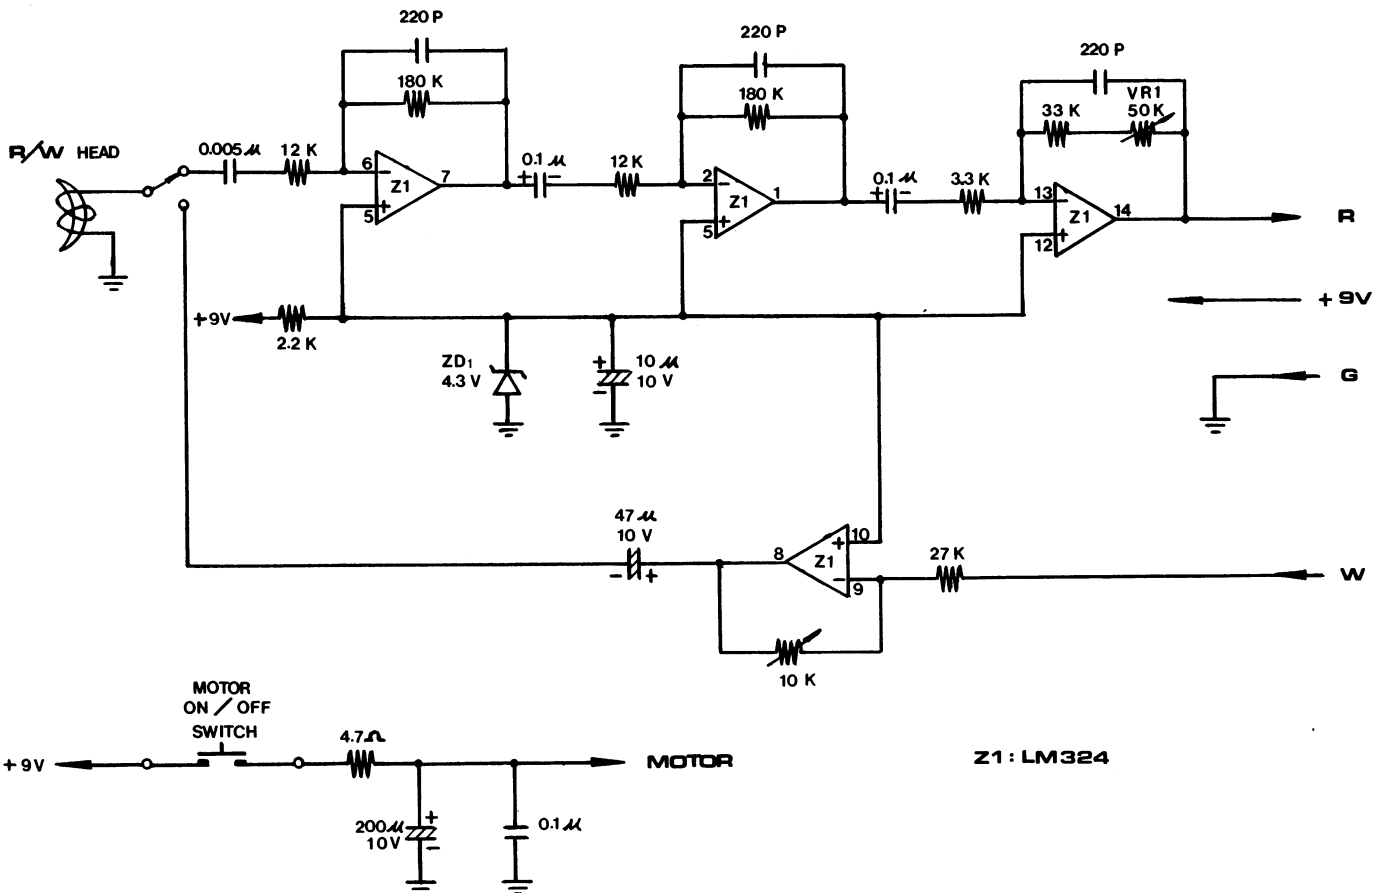 220 P
180 K
R/W HEAD
0.005 µ
12 K
6
5
Z1
7
+
0.1 µ
−
220 P
180 K
12 K
2
5
Z1
1
+
0.1 µ
−
3.3 K
220 P
33 K
VR1
50 K
13
12
Z1
14
R
+9V
2.2 K
+9V
ZD1
4.3 V
+
10 µ
10 V
−
G
47 µ
10 V
−
+
8
Z1
10
9
27 K
W
10 K
MOTOR
ON / OFF
SWITCH
+9V
4.7Ω
MOTOR
Z1 : LM324
200µ
10V
+
−
0.1 µ